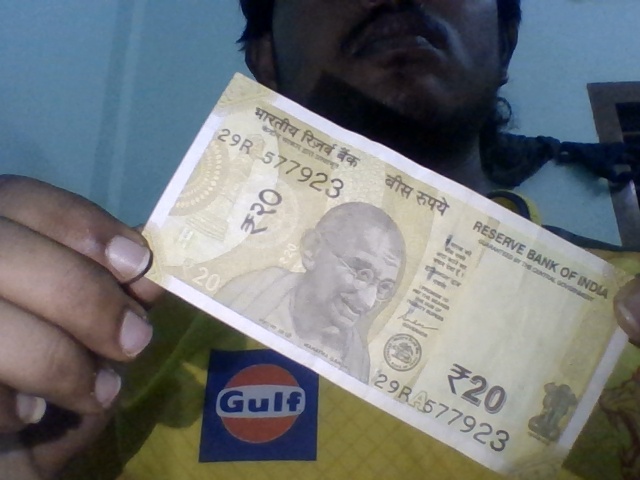 भारतीय रिज़र्व बैंक
29R 577923
बीस रुपये
₹२०
RESERVE BANK OF INDIA
GUARANTEED BY THE CENTRAL GOVERNMENT
20
₹20
29R 577923
Gulf